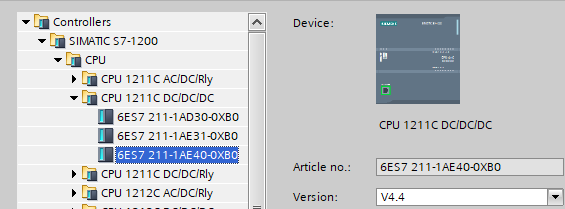 Controllers
SIMATIC S7-1200
CPU
CPU 1211C AC/DC/Rly
CPU 1211C DC/DC/DC
6ES7 211-1AD30-0XB0
6ES7 211-1AE31-0XB0
6ES7 211-1AE40-0XB0
CPU 1211C DC/DC/Rly
CPU 1212C AC/DC/Rly
Device:
CPU 1211C DC/DC/DC
Article no.:
6ES7 211-1AE40-0XB0
Version:
V4.4